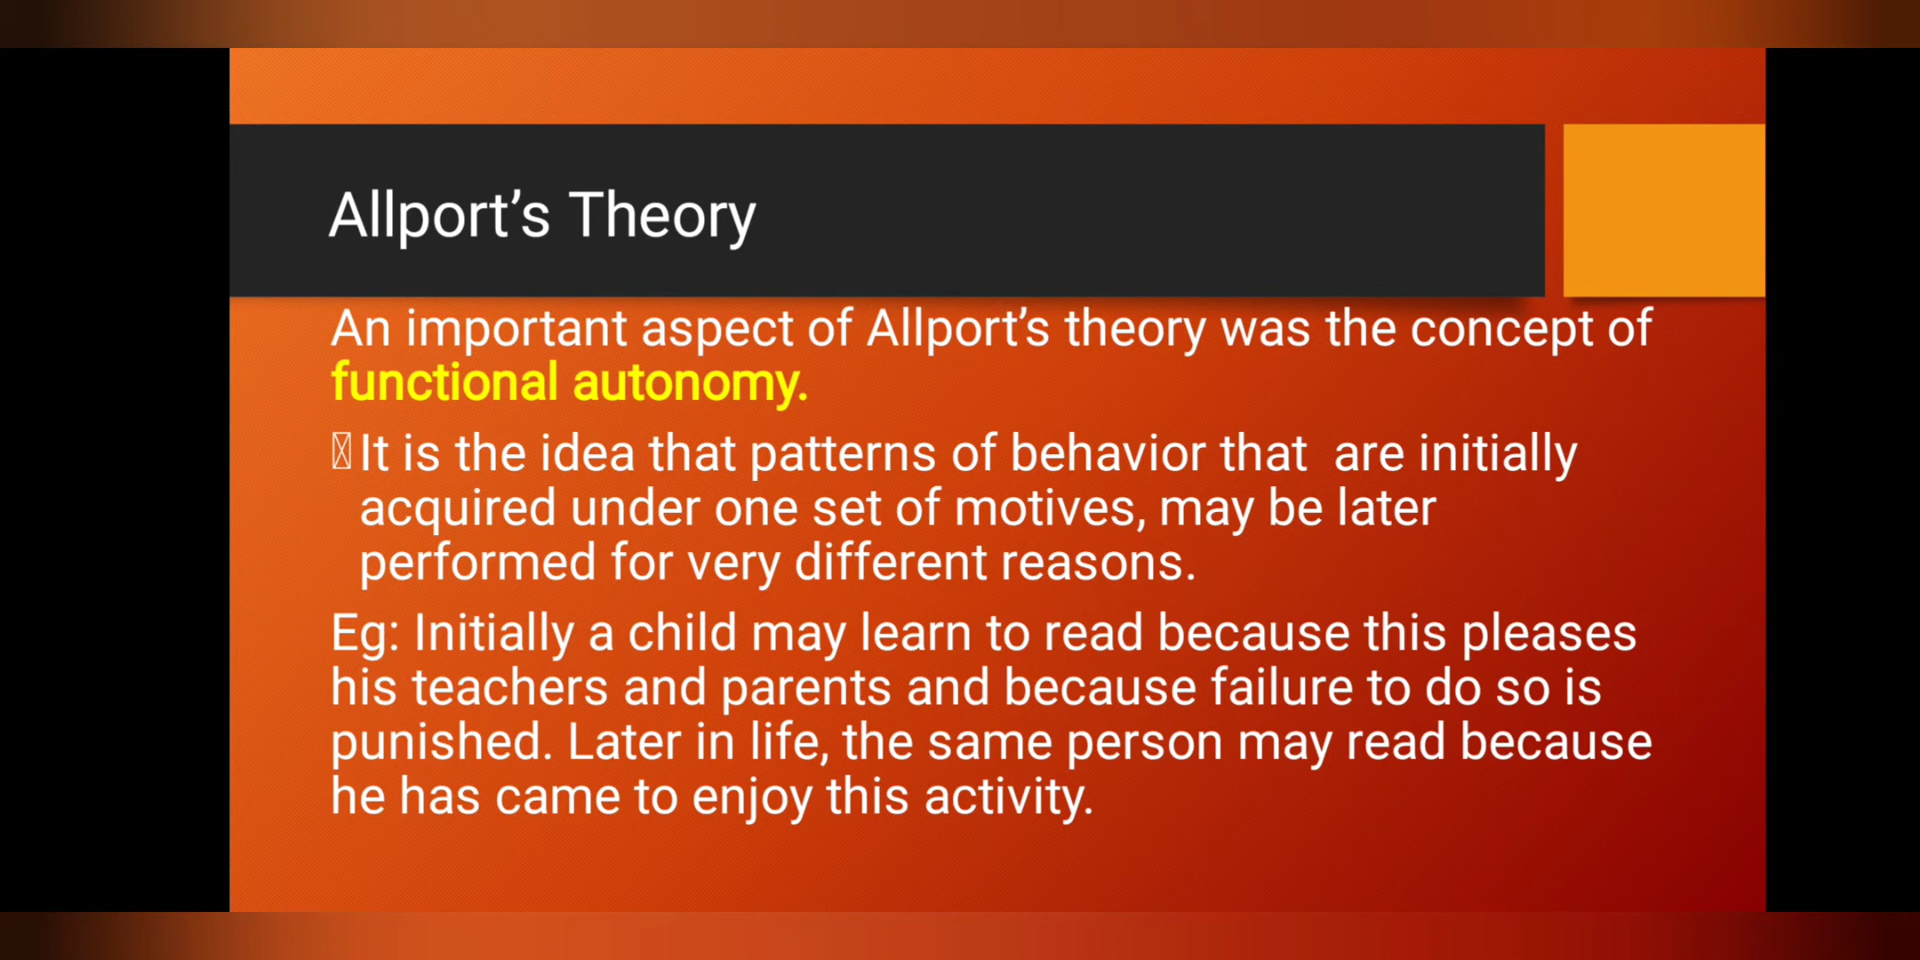 Allport’s Theory
An important aspect of Allport’s theory was the concept of
functional autonomy.
It is the idea that patterns of behavior that  are initially
acquired under one set of motives, may be later
performed for very different reasons.
Eg: Initially a child may learn to read because this pleases
his teachers and parents and because failure to do so is
punished. Later in life, the same person may read because
he has came to enjoy this activity.